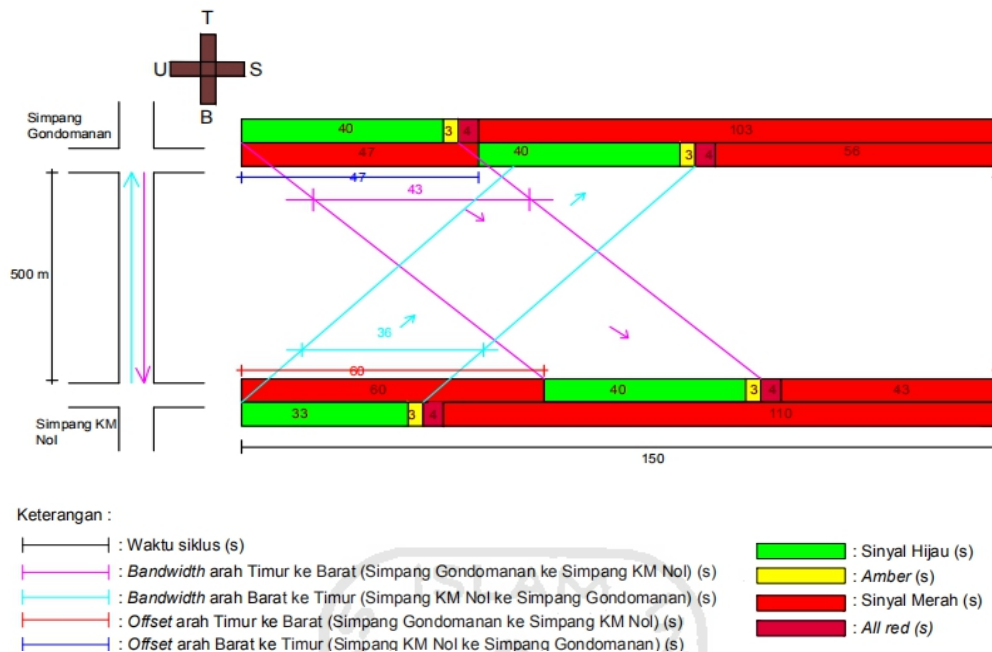 T
U S
B
Simpang
Gondomanan
40 3 4 103
47 40 3 4 56
47
43
500 m
36
60
60 40 3 4 43
33 3 4 110
Simpang KM
Nol
150
Keterangan :
: Waktu siklus (s)
: Bandwidth arah Timur ke Barat (Simpang Gondomanan ke Simpang KM Nol) (s)
: Bandwidth arah Barat ke Timur (Simpang KM Nol ke Simpang Gondomanan) (s)
: Offset arah Timur ke Barat (Simpang Gondomanan ke Simpang KM Nol) (s)
: Offset arah Barat ke Timur (Simpang KM Nol ke Simpang Gondomanan) (s)
: Sinyal Hijau (s)
: Amber (s)
: Sinyal Merah (s)
: All red (s)
ISLAM